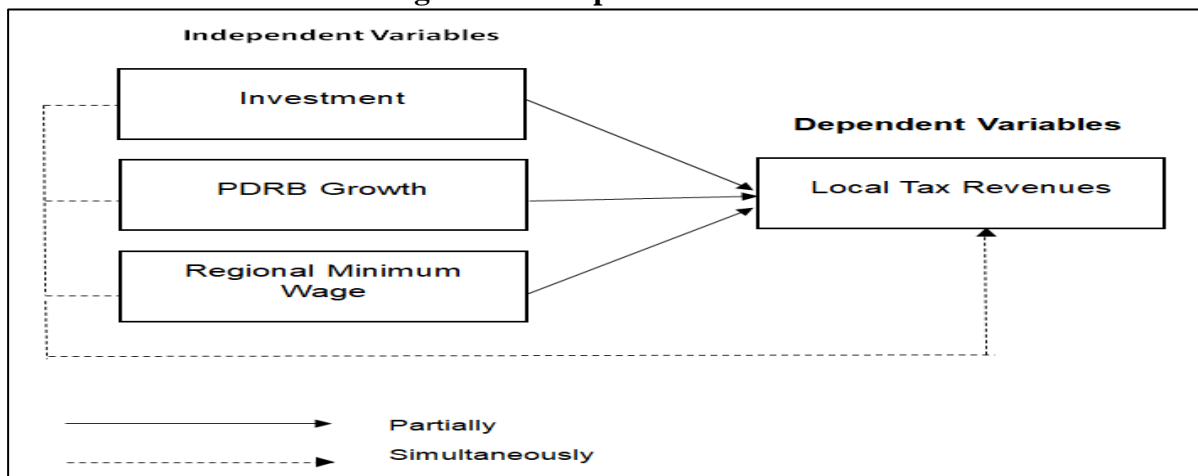 Independent Variables
Investment
PDRB Growth
Regional Minimum
Wage
Dependent Variables
Local Tax Revenues
Partially
Simultaneously